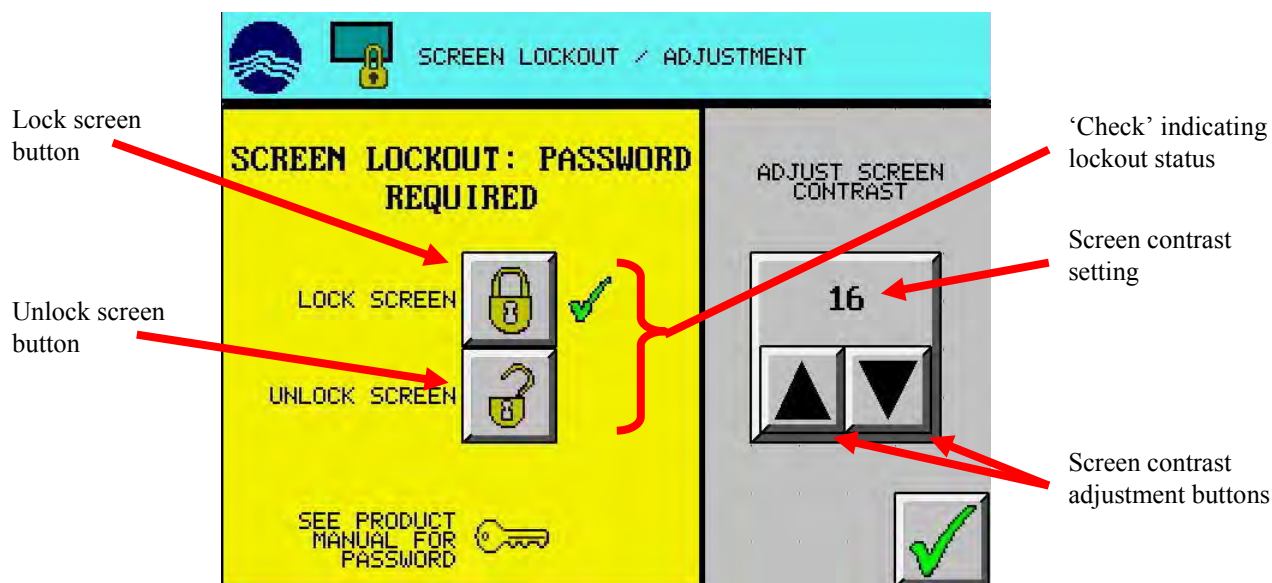 SCREEN LOCKOUT / ADJUSTMENT
Lock screen
button
SCREEN LOCKOUT: PASSWORD
REQUIRED
LOCK SCREEN
Unlock screen
button
UNLOCK SCREEN
SEE PRODUCT
MANUAL FOR
PASSWORD
ADJUST SCREEN
CONTRAST
16
‘Check’ indicating
lockout status
Screen contrast
setting
Screen contrast
adjustment buttons